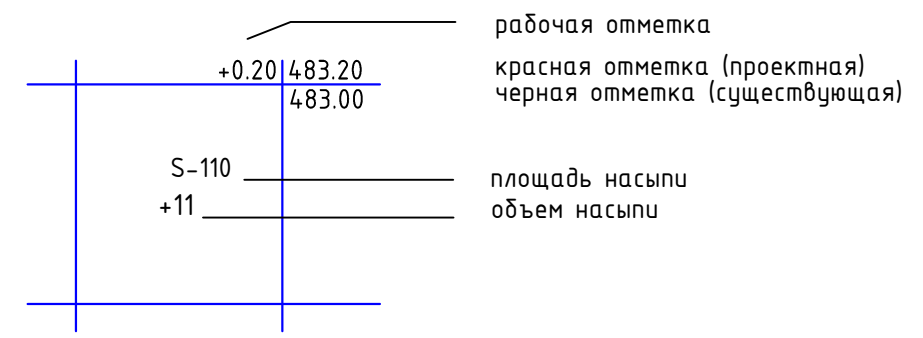 рабочая отметка
+0.20 483.20 красная отметка (проектная)
483.00 черная отметка (существующая)
S-110 площадь насыпи
+11 объем насыпи